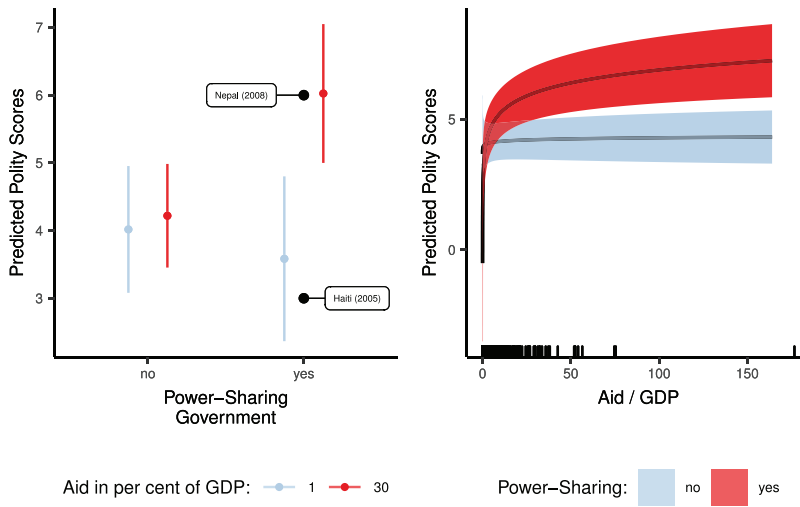 Predicted Polity Scores
7
6
5
4
3
Nepal (2008)
Haiti (2005)
no
yes
Power−Sharing
Government
Aid in per cent of GDP:
1
30
Predicted Polity Scores
5
0
0
50
100
150
Aid / GDP
Power−Sharing:
no
yes